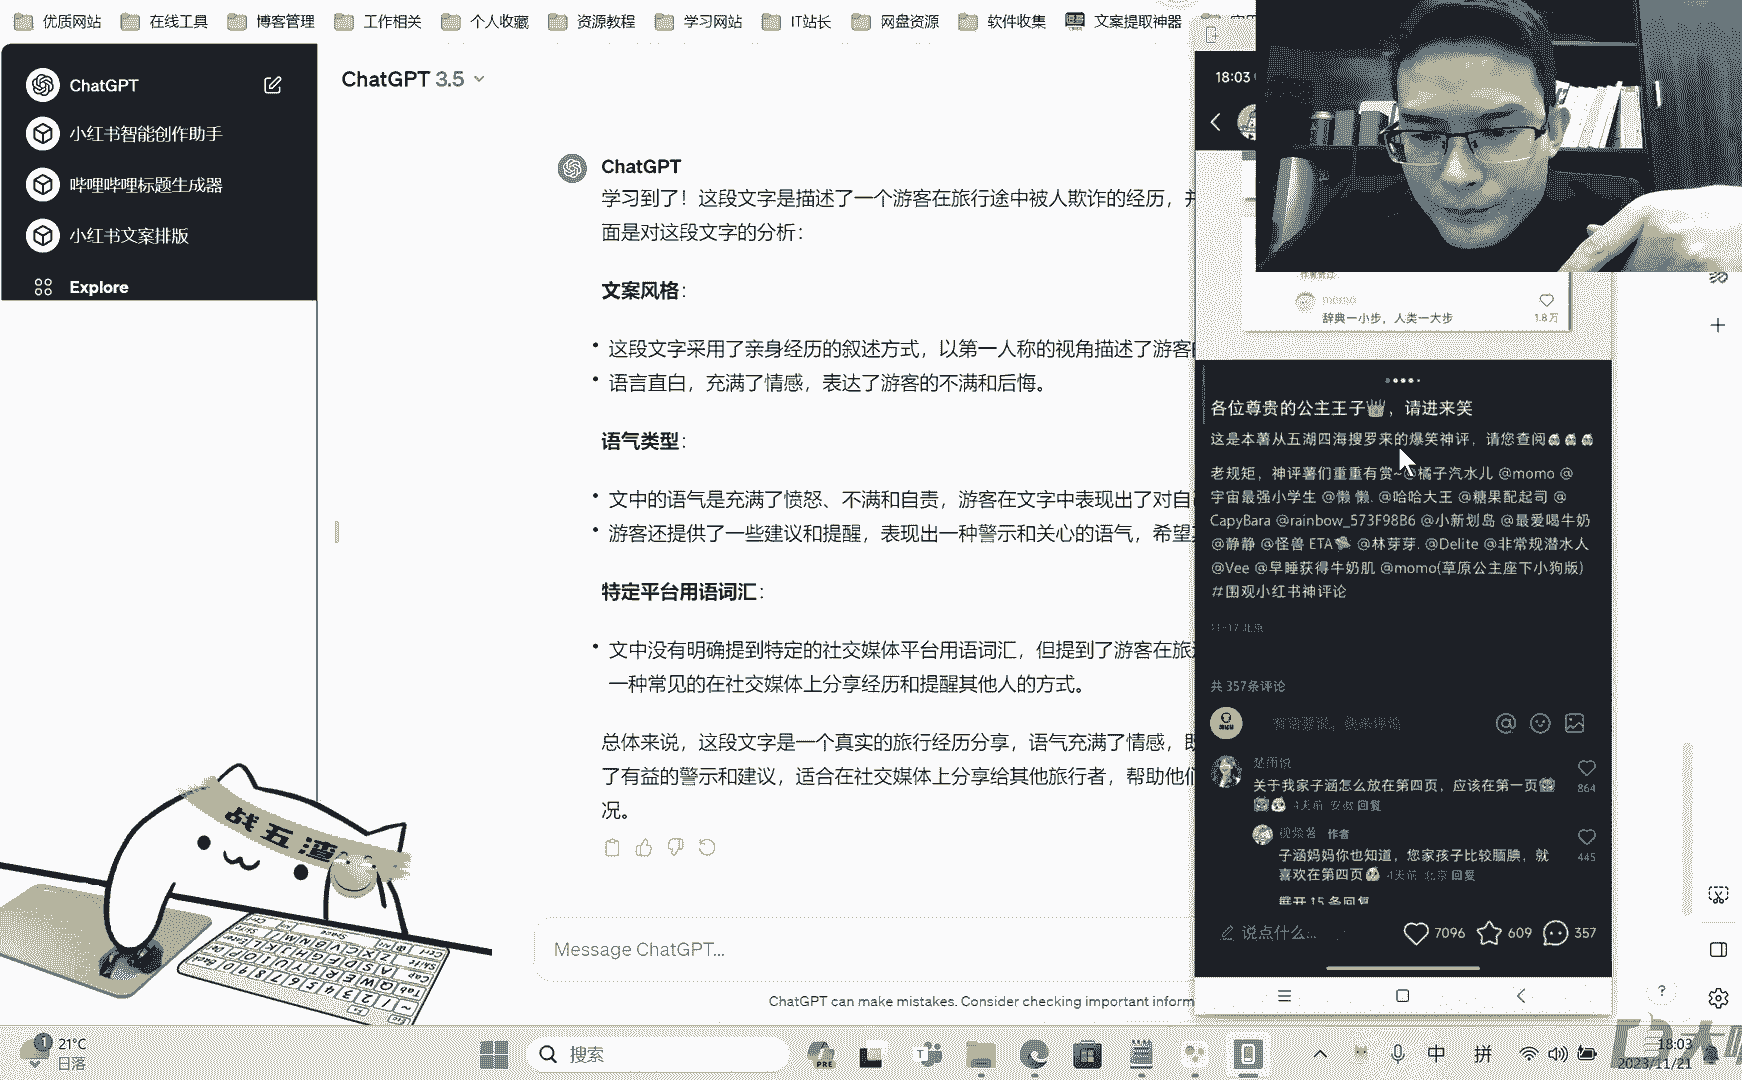 优质网站 在线工具 博客管理 工作相关 个人收藏 资源教程 学习网站 IT站长 网盘资源 软件收集 文案提取神器
ChatGPT
小红书智能创作助手
哔哩哔哩标题生成器
小红书文案排版
Explore
ChatGPT 3.5
ChatGPT
学习到了！这段文字是描述了一个游客在旅行途中被人欺诈的经历，
面是对这段文字的分析：
文案风格：
• 这段文字采用了亲身经历的叙述方式，以第一人称的视角描述了游客
• 语言直白，充满了情感，表达了游客的不满和后悔。
语气类型：
• 文中的语气是充满了愤怒、不满和自责，游客在文字中表现出了对自
• 游客还提供了一些建议和提醒，表现出一种警示和关心的语气，希望
特定平台用语词汇：
• 文中没有明确提到特定的社交媒体平台用语词汇，但提到了游客在旅
一种常见的在社交媒体上分享经历和提醒其他人的方式。
总体来说，这段文字是一个真实的旅行经历分享，语气充满了情感，
了有益的警示和建议，适合在社交媒体上分享给其他旅行者，帮助他们
况。
Message ChatGPT...
ChatGPT can make mistakes. Consider checking important inform
18:03
momo
辞典一小步，人类一大步
1.8万
各位尊贵的公主王子👑，请进来笑
这是本薯从五湖四海搜罗来的爆笑神评，请您查阅
老规矩，神评薯们重重有赏~@橘子汽水儿 @momo @
宇宙最强小学生 @懒 懒. @哈哈大王 @糖果配起司 @
CapyBara @rainbow_573F98B6 @小新划岛 @最爱喝牛奶
@静静 @怪兽 ETA🛸 @林芽芽. @Delite @非常规潜水人
@Vee @早睡获得牛奶肌 @momo(草原公主座下小狗版)
#围观小红书神评论
11-17 北京
共 357条评论
关于我家子涵怎么放在第四页，应该在第一页
4天前 安徽 回复
864
作者
子涵妈妈你也知道，您家孩子比较腼腆，就
喜欢在第四页 4天前 北京 回复
445
展开 15 条回复
说点什么...
7096 609 357
战五渣
21°C
日落
搜索
中 拼
18:03
2023/11/21